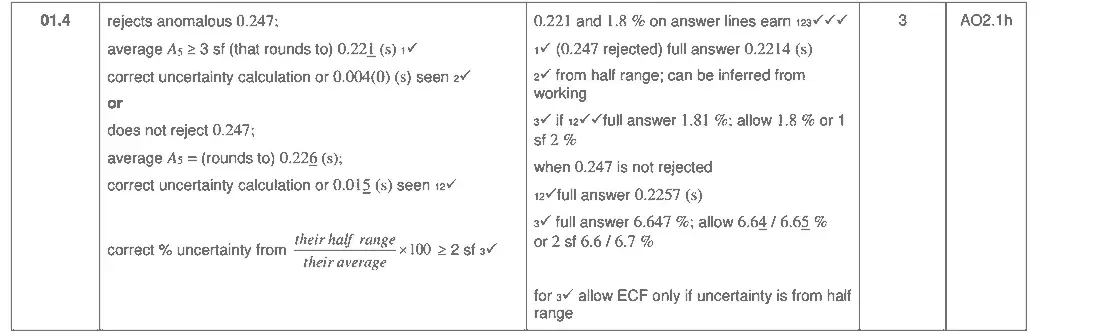 01.4
rejects anomalous 0.247;
average A5 ≥ 3 sf (that rounds to) 0.221 (s) 1✓
correct uncertainty calculation or 0.004(0) (s) seen 2✓
or
does not reject 0.247;
average A5 = (rounds to) 0.226 (s);
correct uncertainty calculation or 0.015 (s) seen 12✓
correct % uncertainty from their half range / their average ×100 ≥ 2 sf 3✓
0.221 and 1.8 % on answer lines earn 123✓✓✓
1✓ (0.247 rejected) full answer 0.2214 (s)
2✓ from half range; can be inferred from
working
3✓ if 12✓✓full answer 1.81 %; allow 1.8 % or 1
sf 2 %
when 0.247 is not rejected
12✓full answer 0.2257 (s)
3✓ full answer 6.647 %; allow 6.64 / 6.65 %
or 2 sf 6.6 / 6.7 %
for 3✓ allow ECF only if uncertainty is from half
range
3
AO2.1h